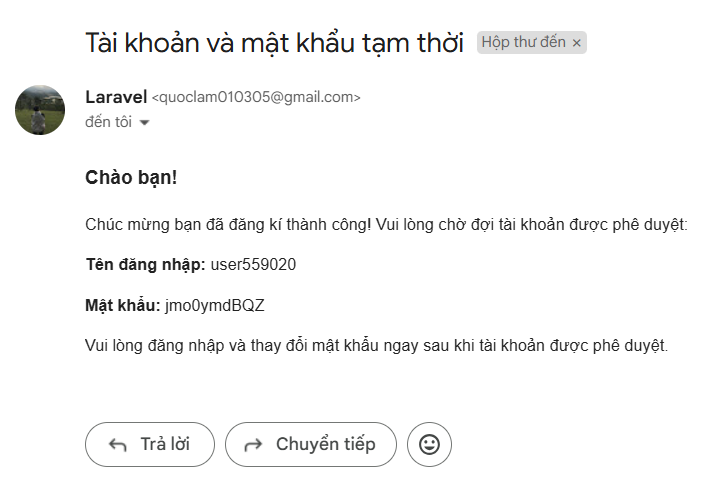 Tài khoản và mật khẩu tạm thời Hộp thư đến ×
Laravel <quoclam010305@gmail.com>
đến tôi
Chào bạn!
Chúc mừng bạn đã đăng kí thành công! Vui lòng chờ đợi tài khoản được phê duyệt:
Tên đăng nhập: user559020
Mật khẩu: jmo0ymdBQZ
Vui lòng đăng nhập và thay đổi mật khẩu ngay sau khi tài khoản được phê duyệt.
Trả lời Chuyển tiếp